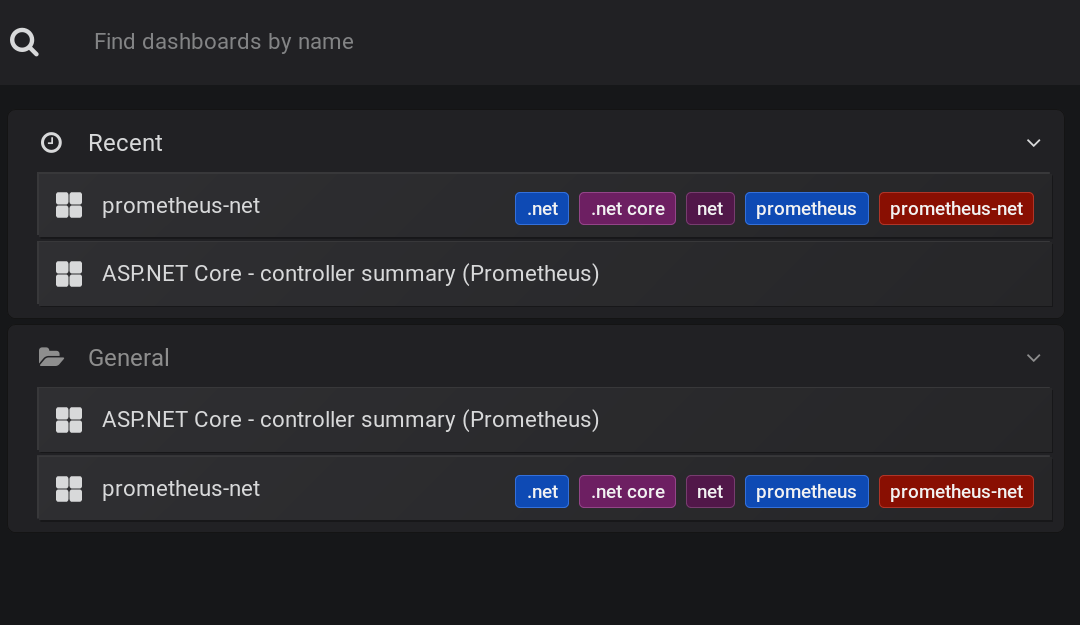 Find dashboards by name
Recent
prometheus-net .net .net core net prometheus prometheus-net
ASP.NET Core - controller summary (Prometheus)
General
ASP.NET Core - controller summary (Prometheus)
prometheus-net .net .net core net prometheus prometheus-net